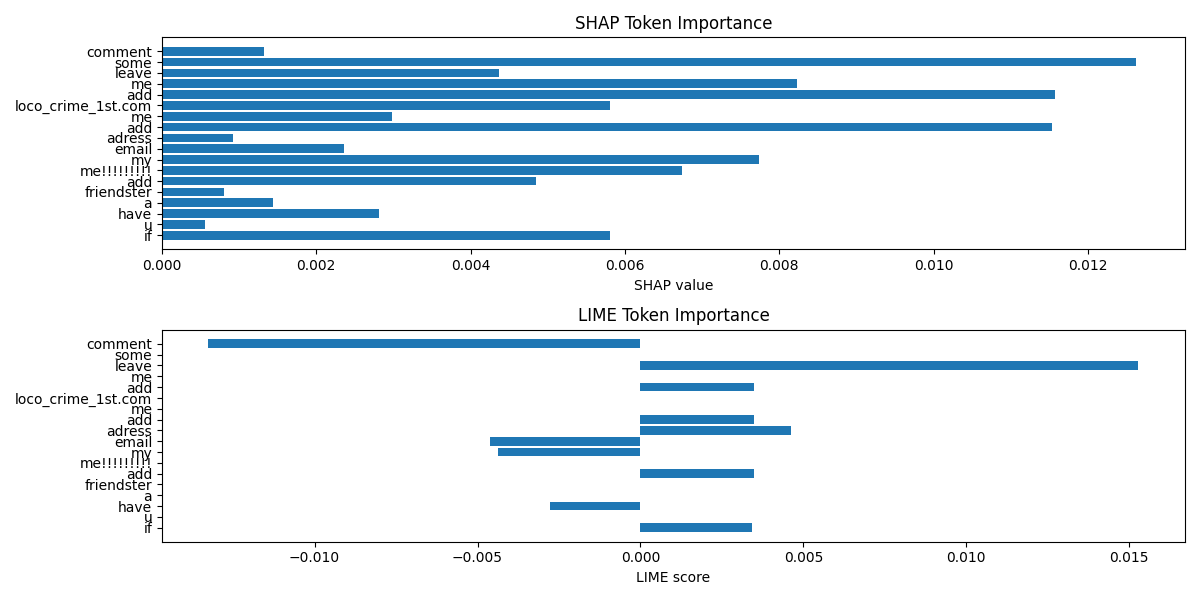 SHAP Token Importance
comment
some
leave
me
add
loco_crime_1st.com
me
add
adress
email
my
me!!!!!!!!!
add
friendster
a
have
u
if
0.000 0.002 0.004 0.006 0.008 0.010 0.012
SHAP value
LIME Token Importance
comment
some
leave
me
add
loco_crime_1st.com
me
add
adress
email
my
me!!!!!!!!!
add
friendster
a
have
u
if
−0.010 −0.005 0.000 0.005 0.010 0.015
LIME score